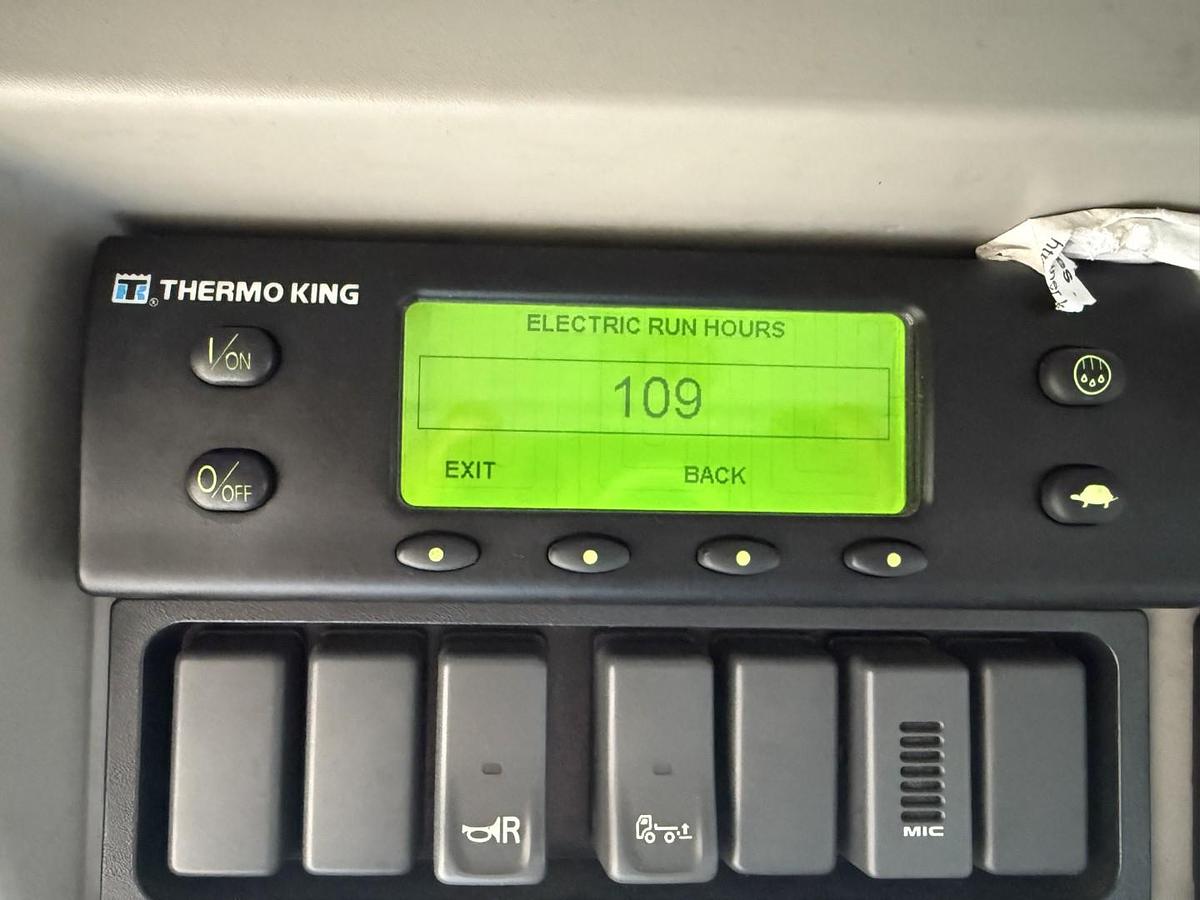 THERMO KING
ELECTRIC RUN HOURS
I/ON
109
O/OFF
EXIT BACK
R
MIC